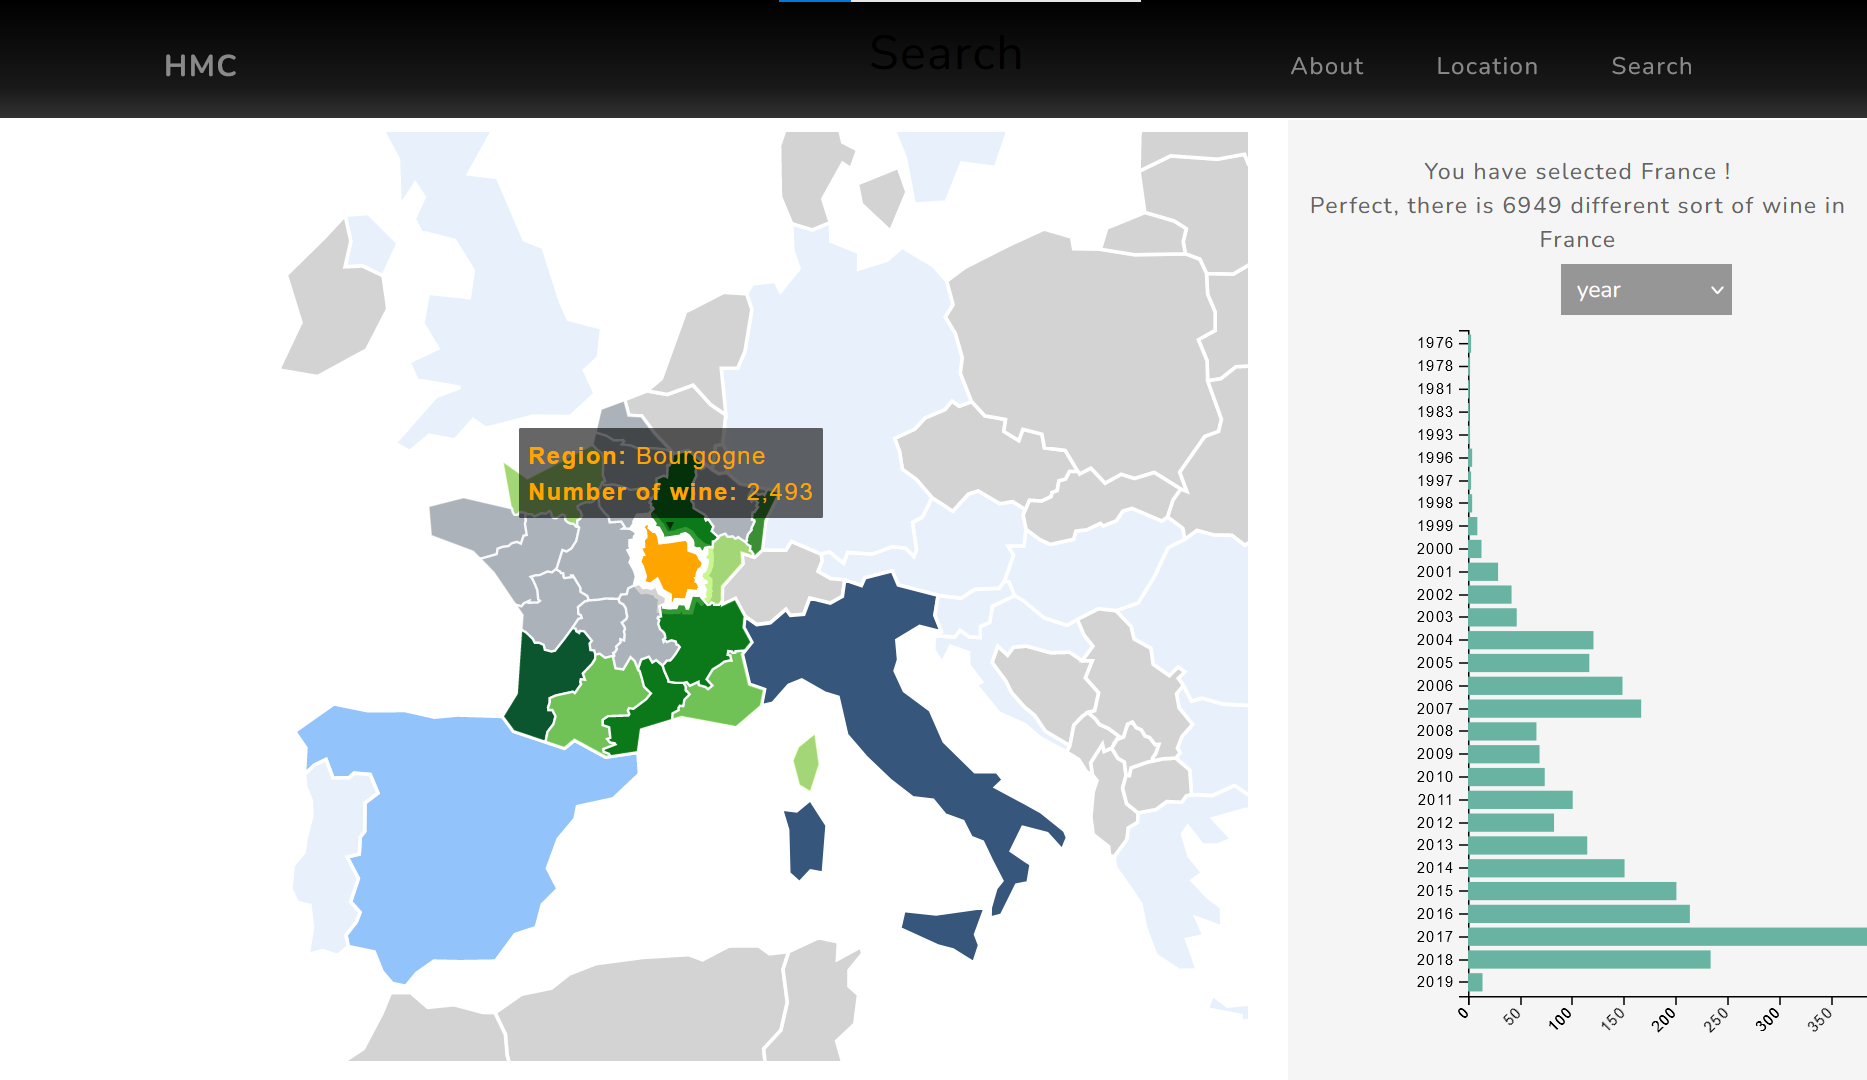 HMC
Search
About
Location
Search
You have selected France !
Perfect, there is 6949 different sort of wine in
France
year
Region: Bourgogne
Number of wine: 2,493
1976
1978
1981
1983
1993
1996
1997
1998
1999
2000
2001
2002
2003
2004
2005
2006
2007
2008
2009
2010
2011
2012
2013
2014
2015
2016
2017
2018
2019
0 50 100 150 200 250 300 350